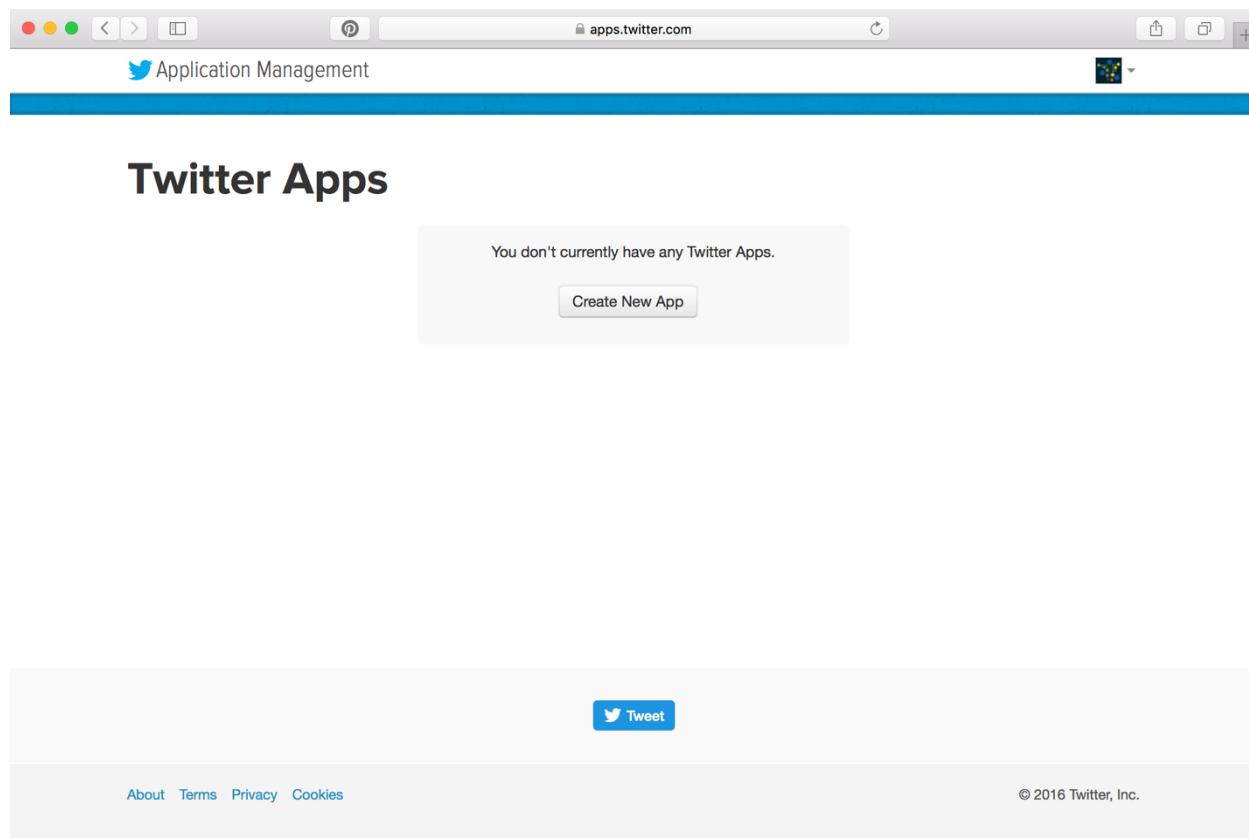 apps.twitter.com
Application Management
Twitter Apps
You don't currently have any Twitter Apps.
Create New App
Tweet
About Terms Privacy Cookies © 2016 Twitter, Inc.